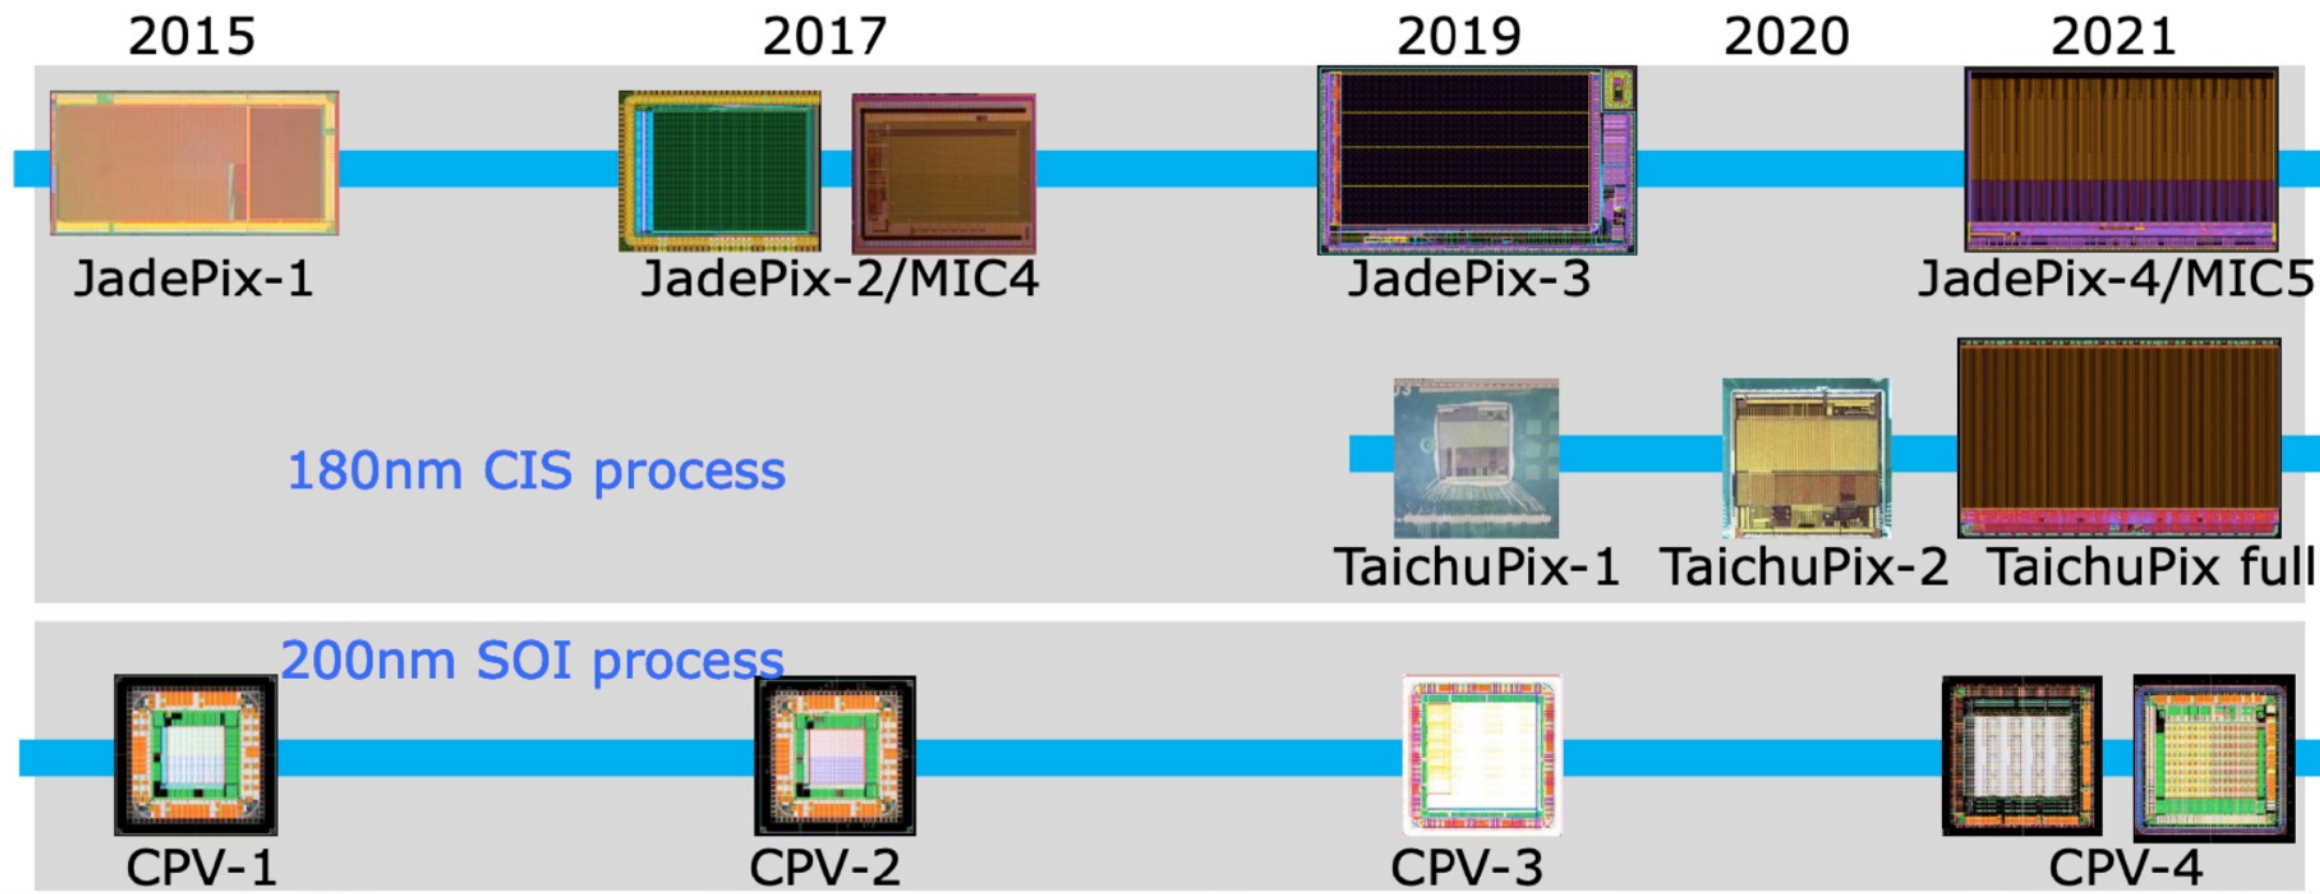 2015 2017 2019 2020 2021
JadePix-1 JadePix-2/MIC4 JadePix-3 JadePix-4/MIC5
180nm CIS process
TaichuPix-1 TaichuPix-2 TaichuPix full
200nm SOI process
CPV-1 CPV-2 CPV-3 CPV-4